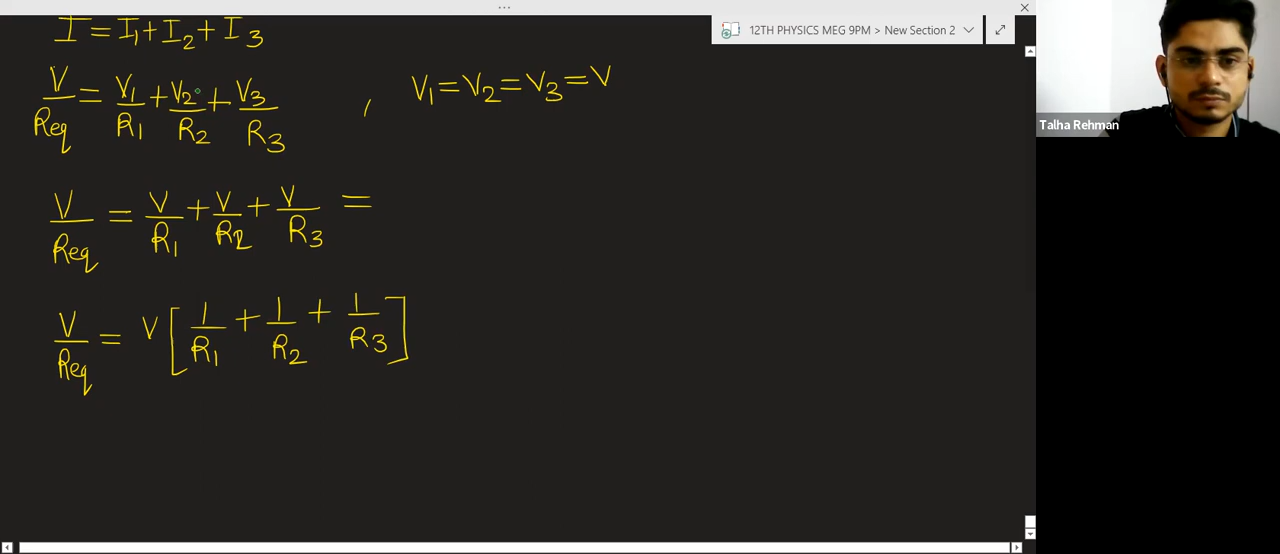 I = I1 + I2 + I3
12TH PHYSICS MEG 9PM > New Section 2
V/Req = V1/R1 + V2/R2 + V3/R3 , V1 = V2 = V3 = V
Talha Rehman
V/Req = V/R1 + V/R2 + V/R3 =
V/Req = V[1/R1 + 1/R2 + 1/R3]